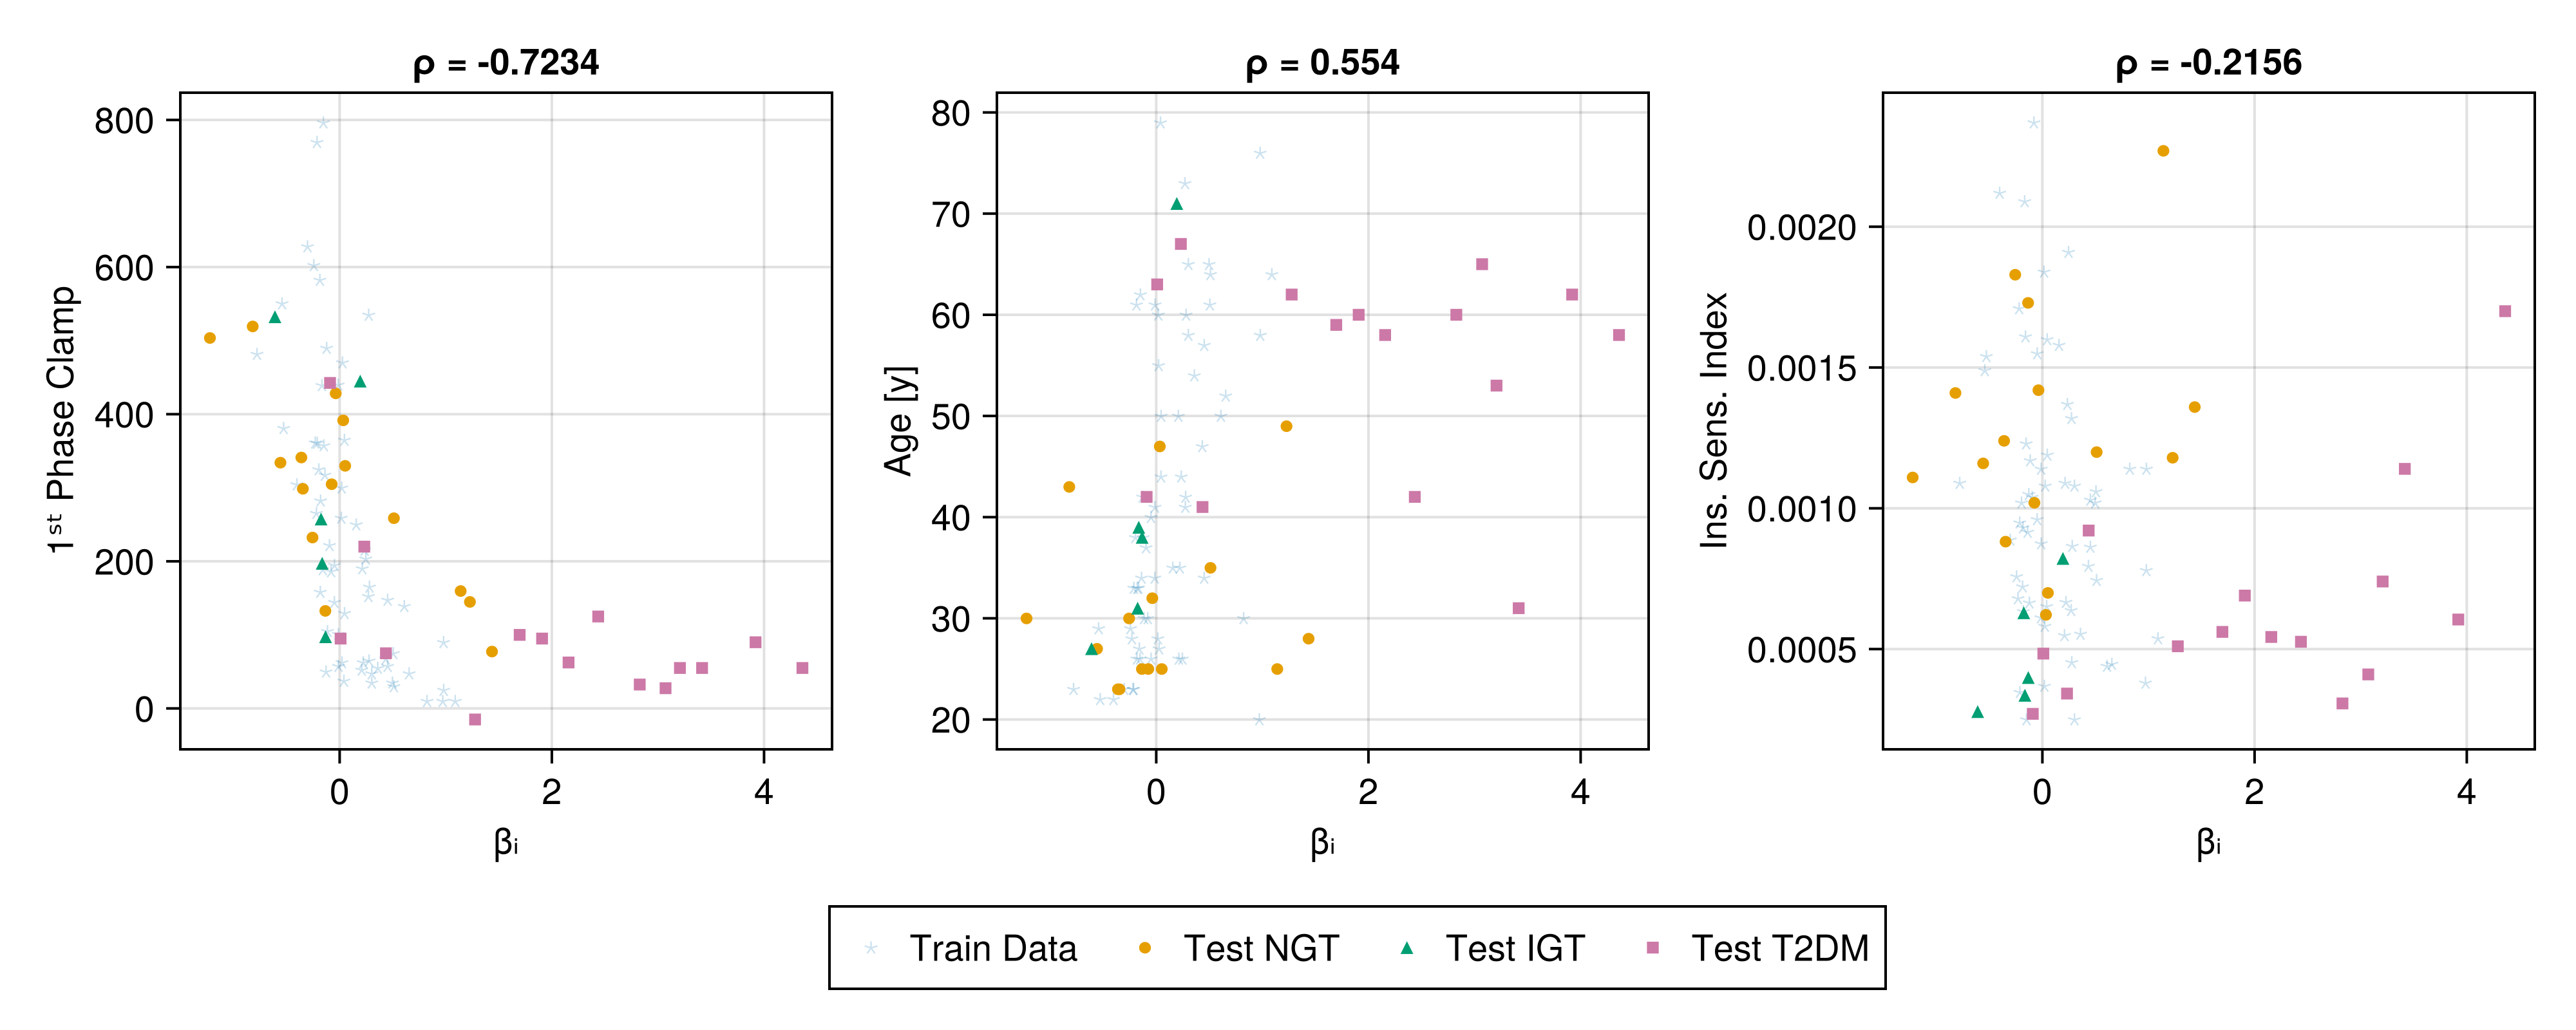 ρ = -0.7234
ρ = 0.554
ρ = -0.2156
1ˢᵗ Phase Clamp
800
600
400
200
0
0 2 4
βᵢ
Age [y]
80
70
60
50
40
30
20
0 2 4
βᵢ
Ins. Sens. Index
0.0020
0.0015
0.0010
0.0005
0 2 4
βᵢ
Train Data Test NGT Test IGT Test T2DM